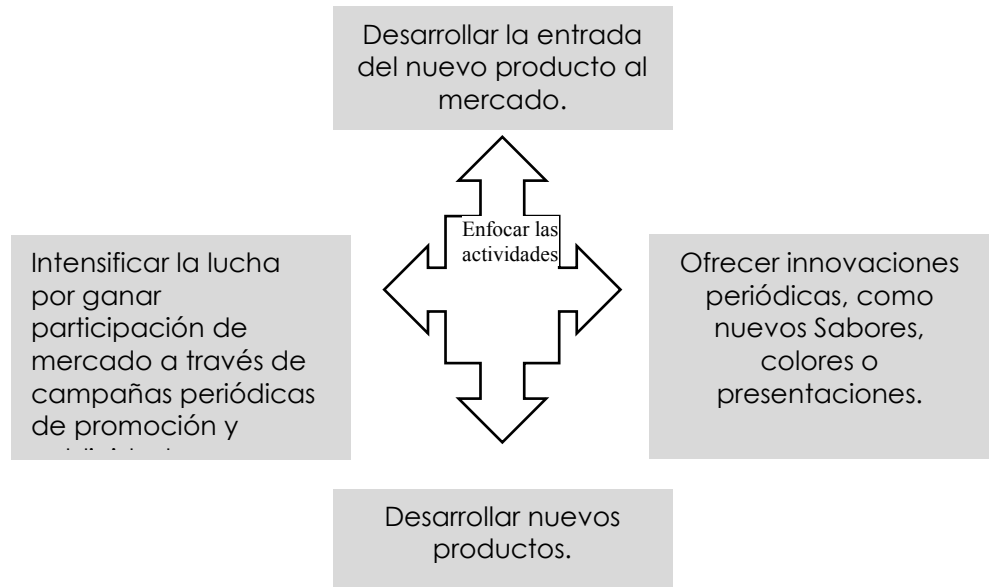 Desarrollar la entrada
del nuevo producto al
mercado.
Enfocar las
actividades
Intensificar la lucha
por ganar
participación de
mercado a través de
campañas periódicas
de promoción y
Ofrecer innovaciones
periódicas, como
nuevos Sabores,
colores o
presentaciones.
Desarrollar nuevos
productos.